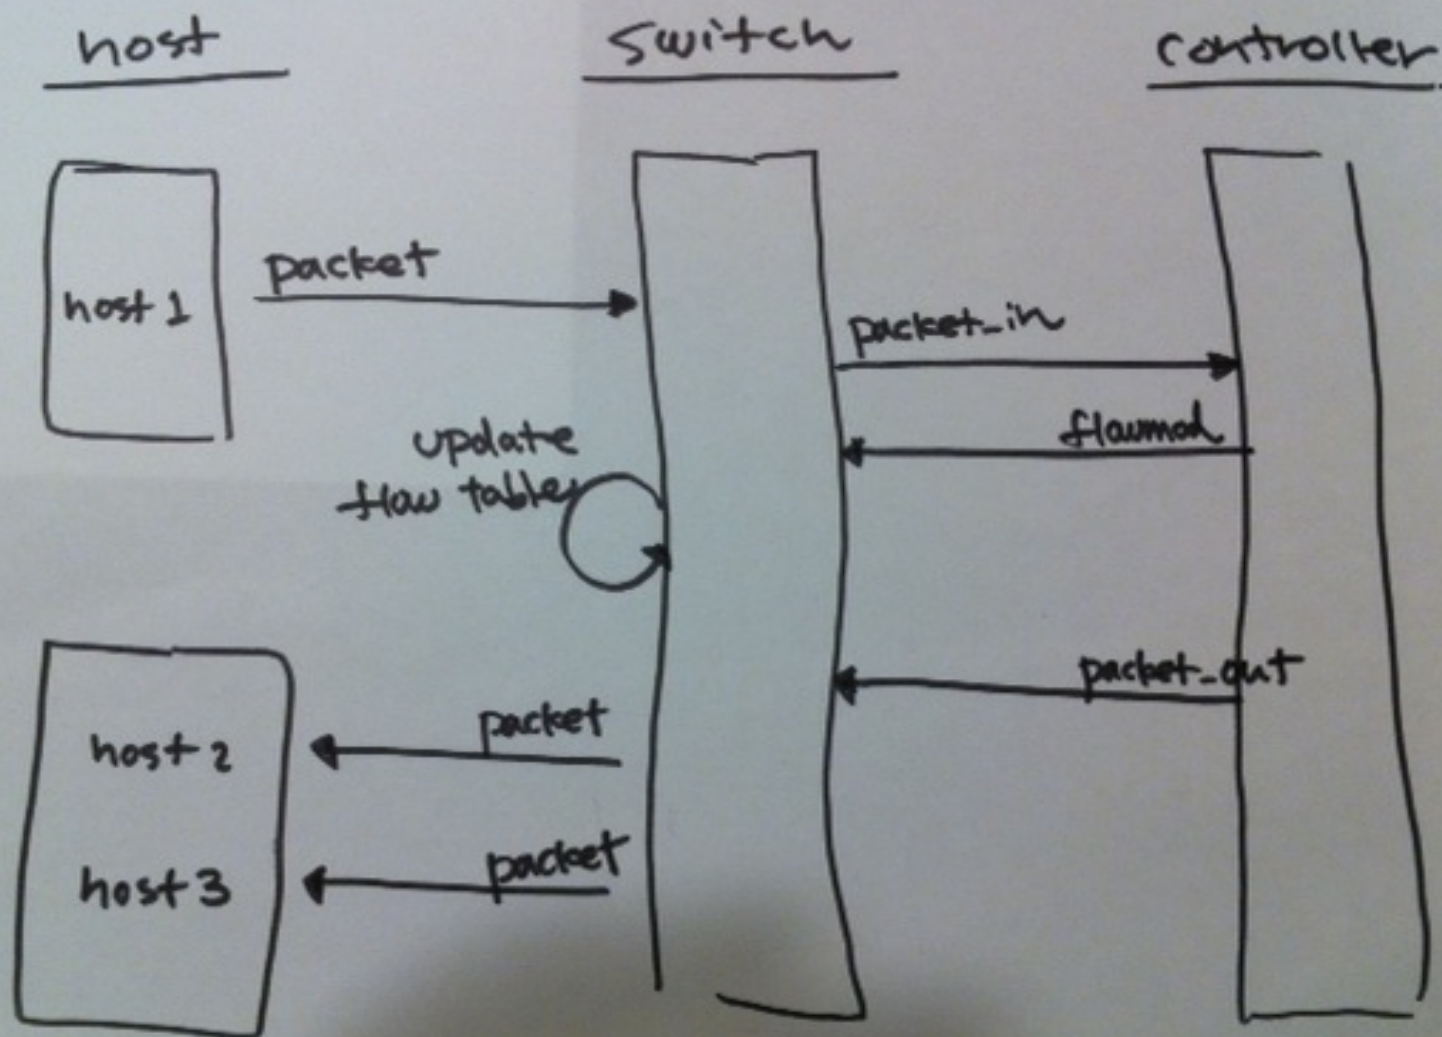 host
switch
controller
host 1
packet
packet_in
flowmod
update
flow table
packet_out
host 2
packet
host 3
packet